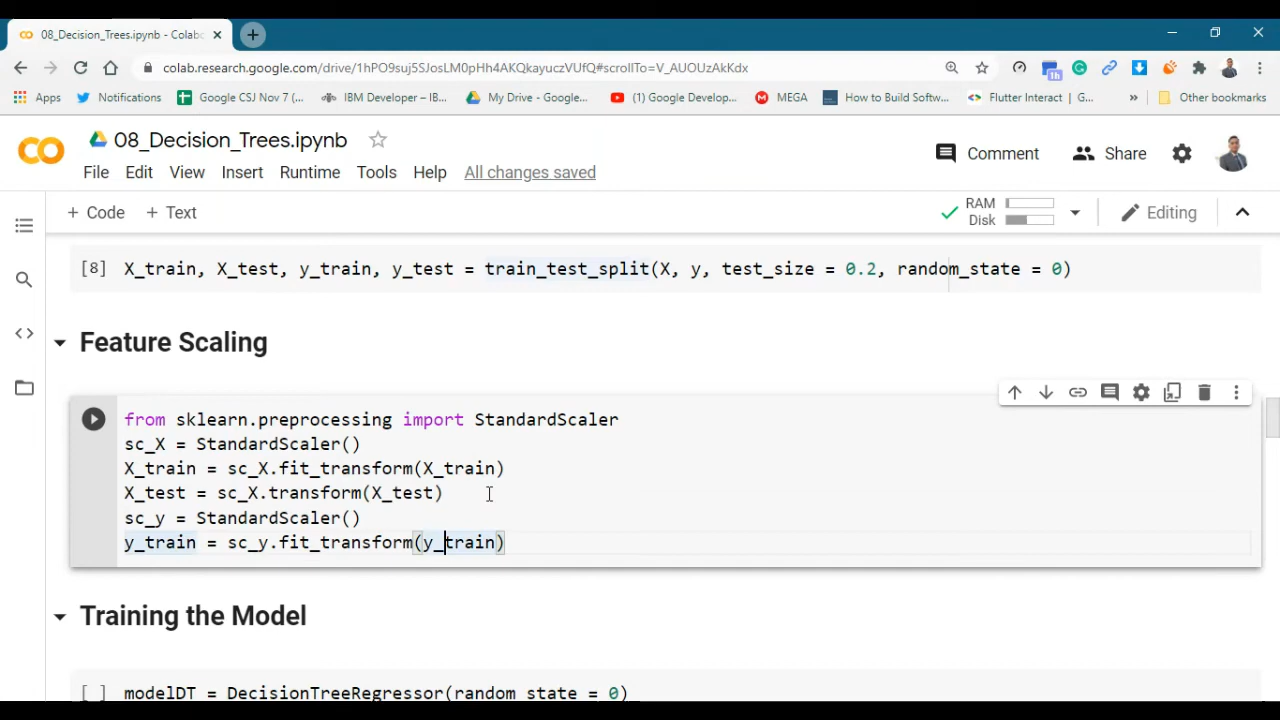 08_Decision_Trees.ipynb - Colab
colab.research.google.com/drive/1hPO9suj5SJosLM0pHh4AKQkayuczVUfQ#scrollTo=V_AUOUzAkKdx
1h
Apps Notifications Google CSJ Nov 17 (... IBM Developer – IB... My Drive - Google... (1) Google Develop... MEGA How to Build Softw... Flutter Interact | G... » Other bookmarks
08_Decision_Trees.ipynb
Comment Share
File Edit View Insert Runtime Tools Help All changes saved
+ Code + Text RAM Disk Editing
[8] X_train, X_test, y_train, y_test = train_test_split(X, y, test_size = 0.2, random_state = 0)
Feature Scaling
from sklearn.preprocessing import StandardScaler
sc_X = StandardScaler()
X_train = sc_X.fit_transform(X_train)
X_test = sc_X.transform(X_test)
sc_y = StandardScaler()
y_train = sc_y.fit_transform(y_train)
Training the Model
[ ] modelDT = DecisionTreeRegressor(random_state = 0)